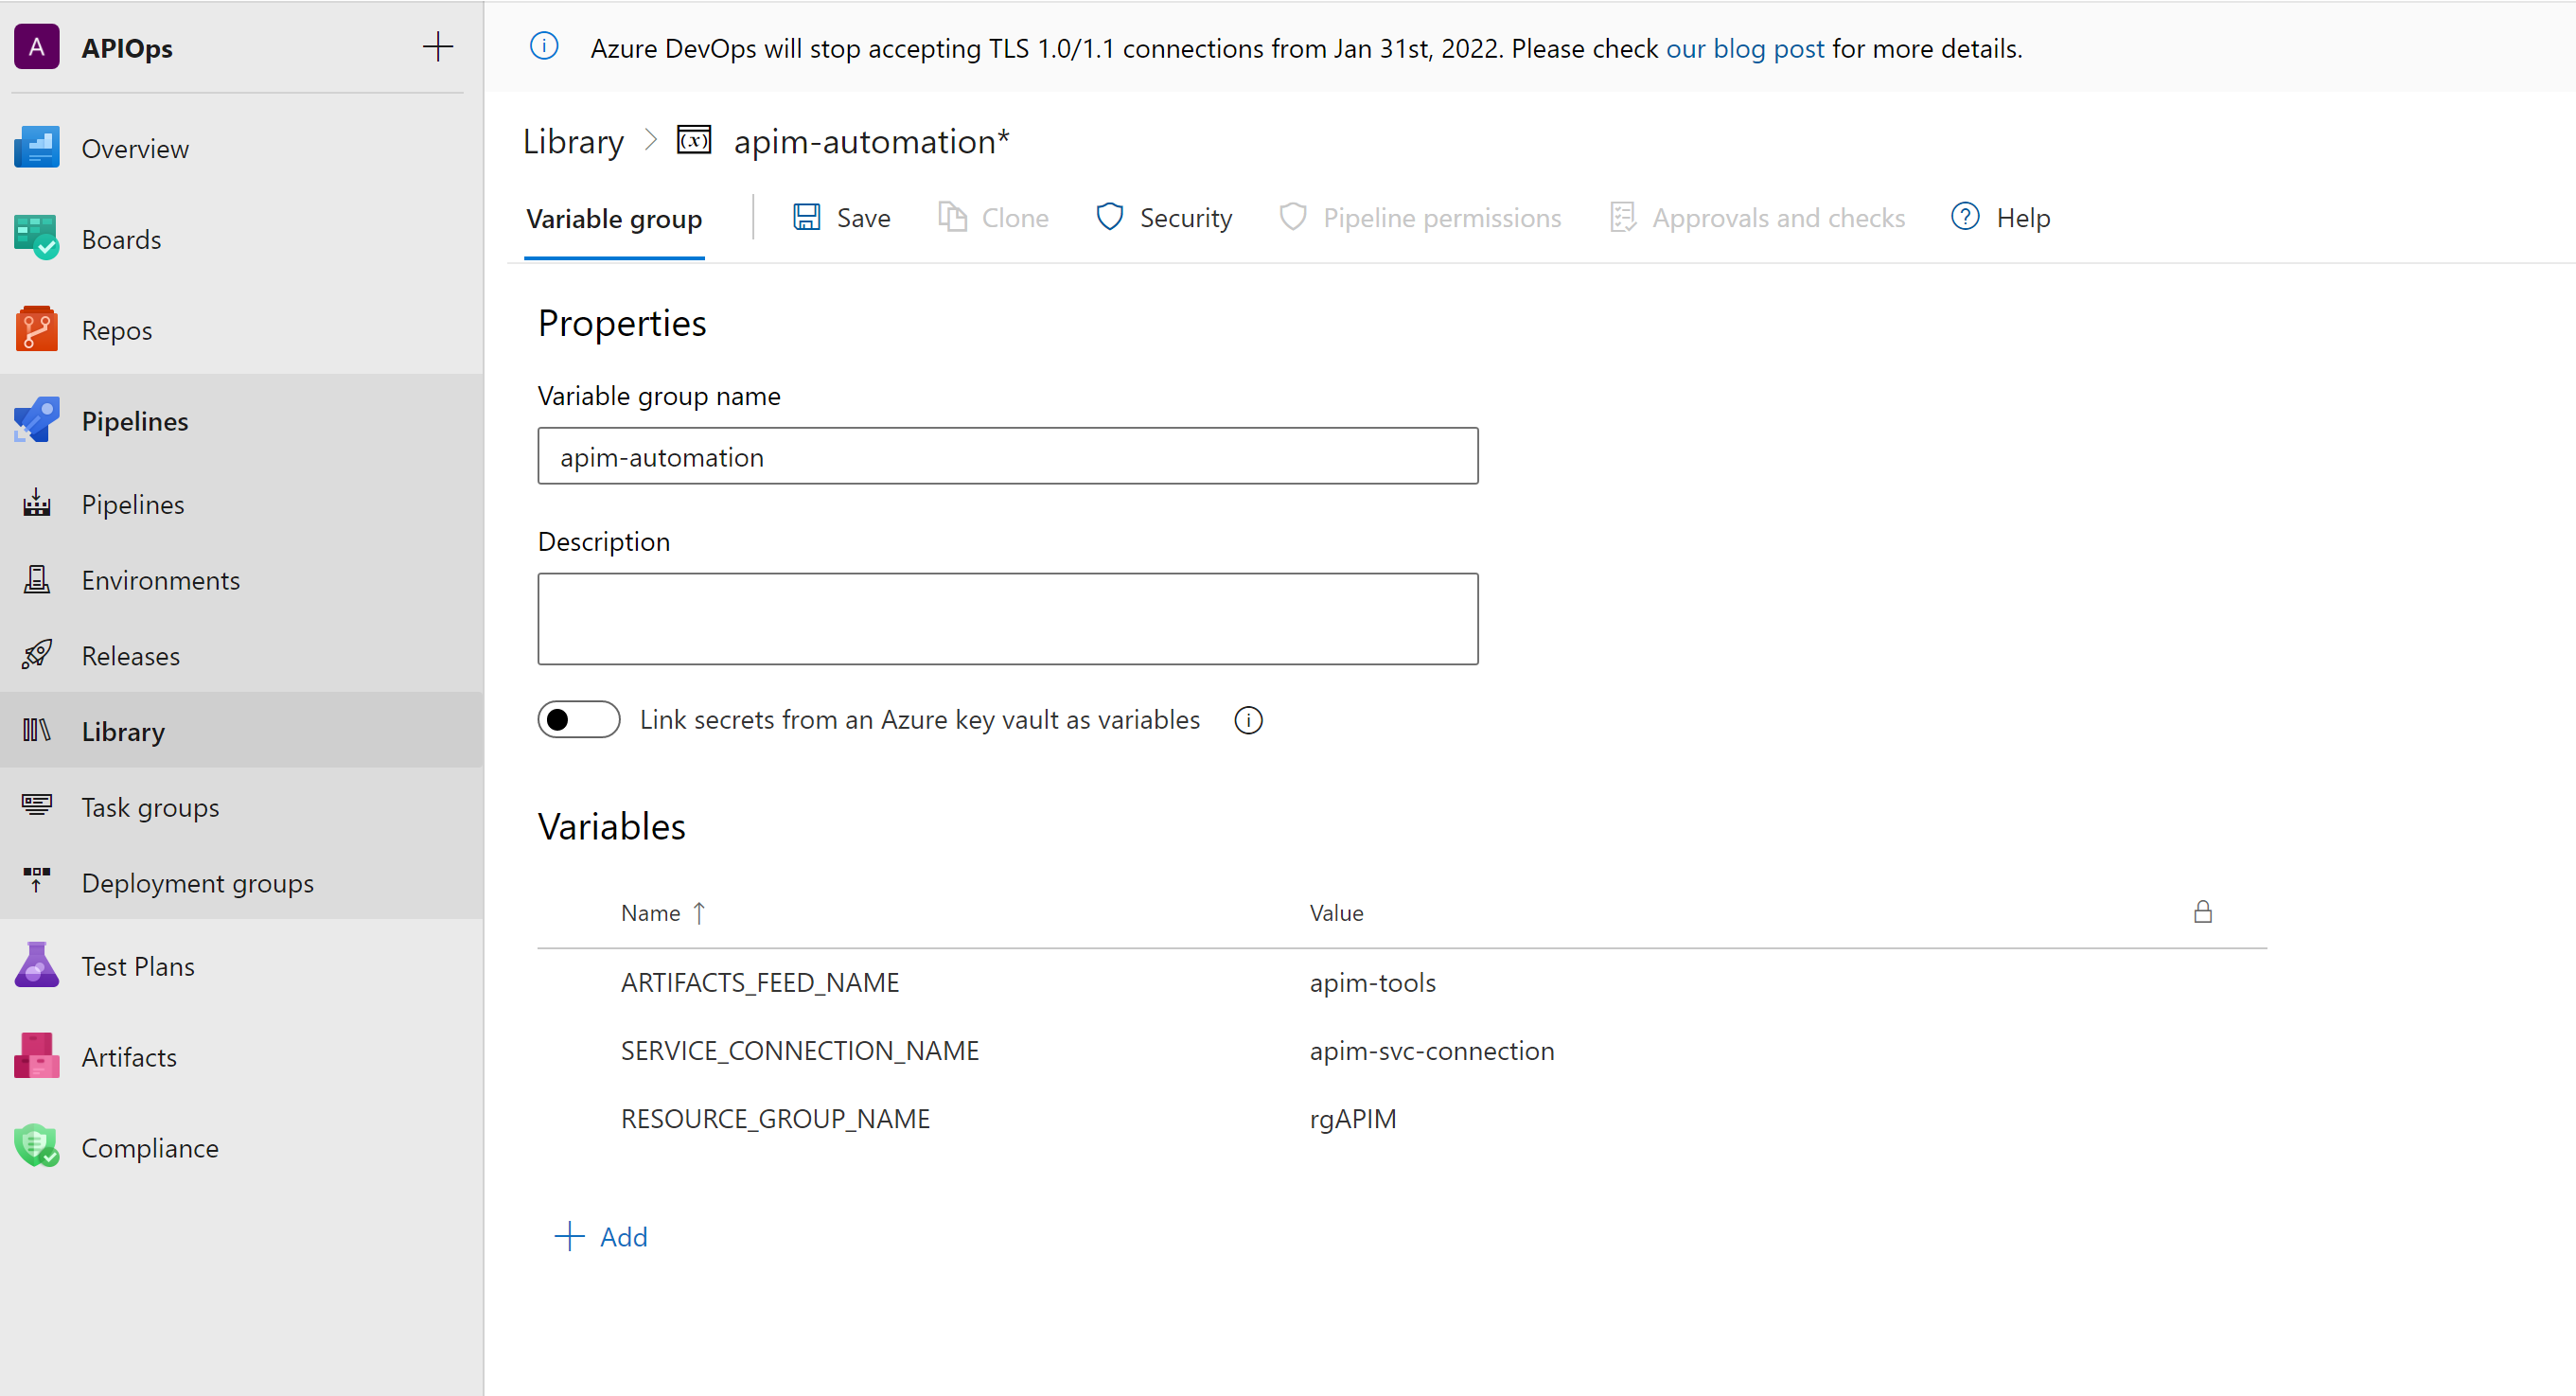 A APIOps
Azure DevOps will stop accepting TLS 1.0/1.1 connections from Jan 31st, 2022. Please check our blog post for more details.
Overview
Boards
Repos
Pipelines
Pipelines
Environments
Releases
Library
Task groups
Deployment groups
Test Plans
Artifacts
Compliance
Library > (x) apim-automation*
Variable group Save Clone Security Pipeline permissions Approvals and checks Help
Properties
Variable group name
apim-automation
Description
Link secrets from an Azure key vault as variables
Variables
Name ↑ Value
ARTIFACTS_FEED_NAME apim-tools
SERVICE_CONNECTION_NAME apim-svc-connection
RESOURCE_GROUP_NAME rgAPIM
+ Add